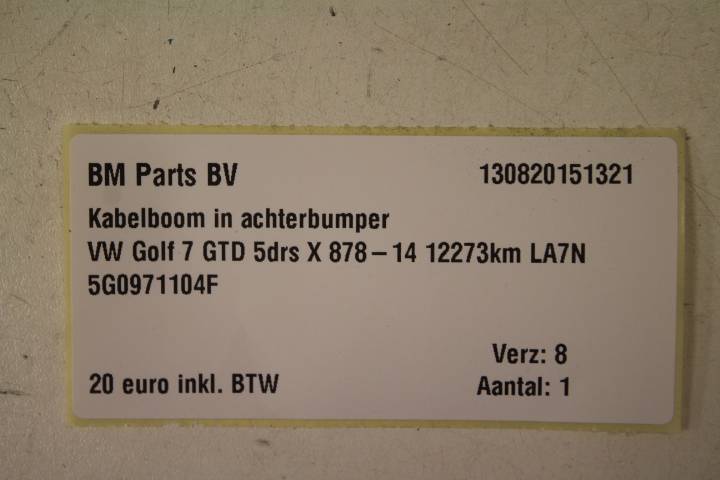 BM Parts BV 130820151321
Kabelboom in achterbumper
VW Golf 7 GTD 5drs X 878-14 12273km LA7N
5G0971104F
Verz: 8
20 euro inkl. BTW Aantal: 1